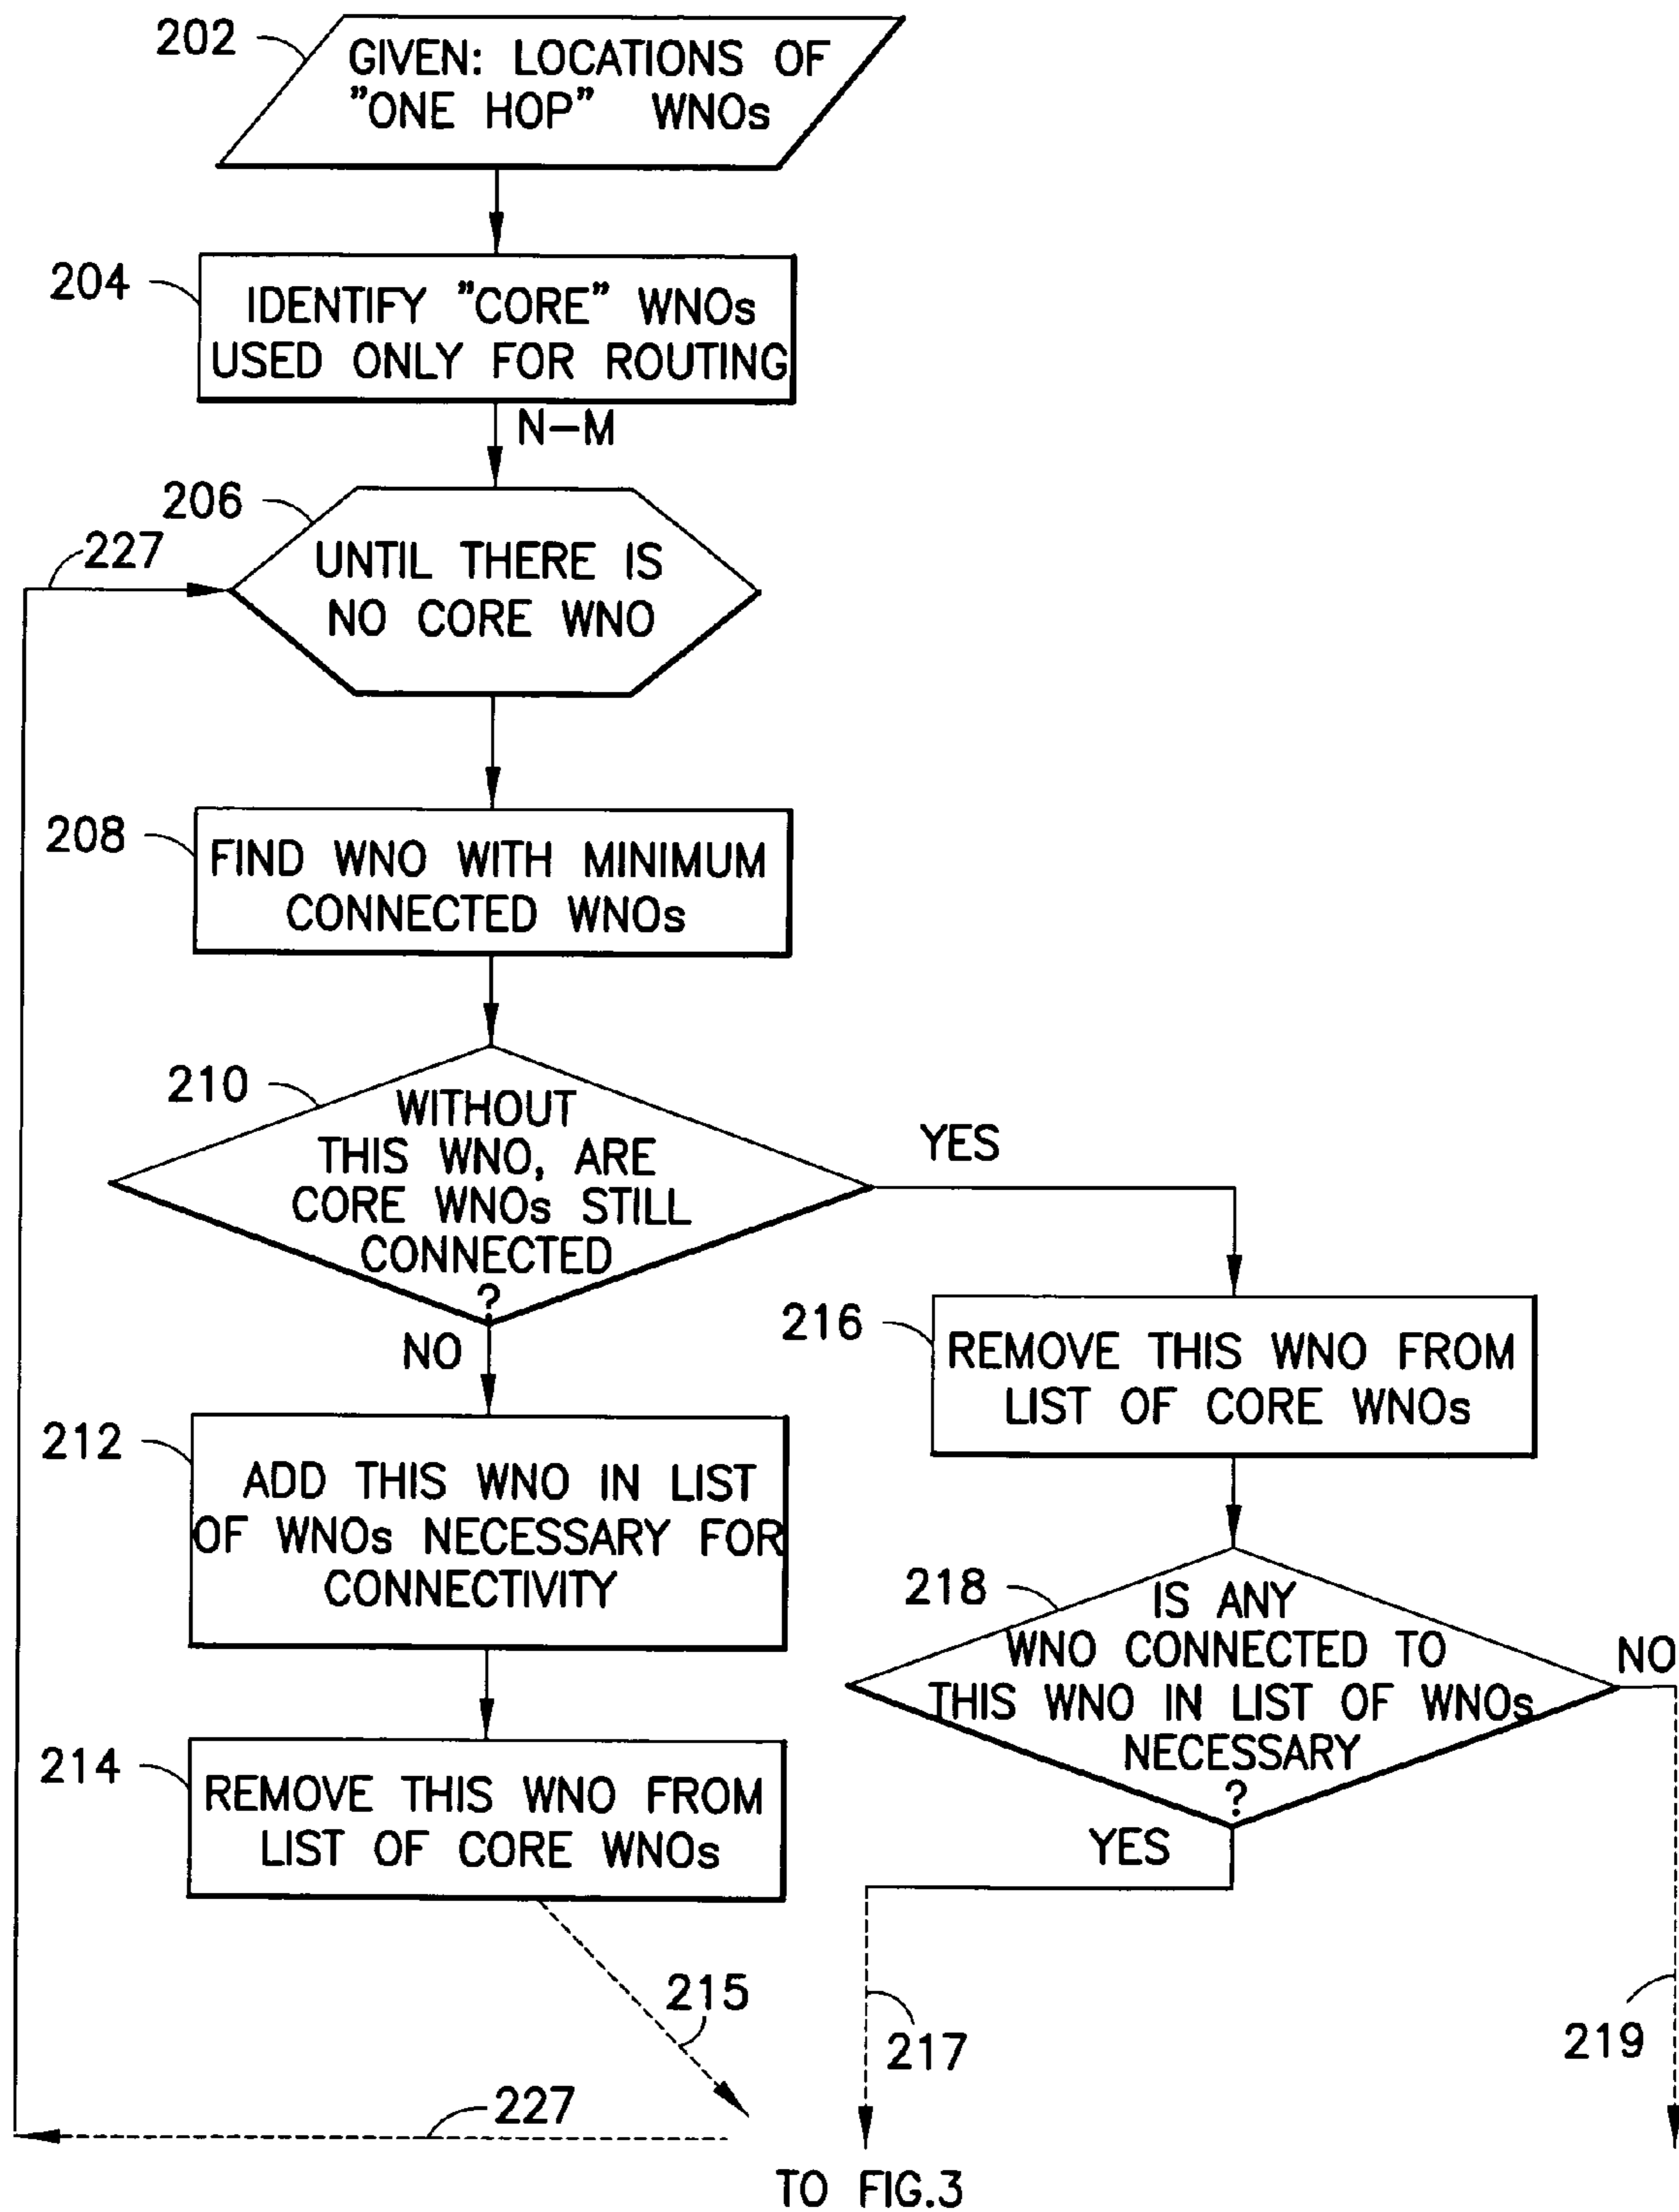 202
GIVEN: LOCATIONS OF
"ONE HOP" WNOs
204
IDENTIFY "CORE" WNOs
USED ONLY FOR ROUTING
N-M
206
227
UNTIL THERE IS
NO CORE WNO
208
FIND WNO WITH MINIMUM
CONNECTED WNOs
210
WITHOUT
THIS WNO, ARE
CORE WNOs STILL
CONNECTED
?
YES
NO
216
REMOVE THIS WNO FROM
LIST OF CORE WNOs
212
ADD THIS WNO IN LIST
OF WNOs NECESSARY FOR
CONNECTIVITY
218
IS ANY
WNO CONNECTED TO
THIS WNO IN LIST OF WNOs
NECESSARY
?
NO
YES
214
REMOVE THIS WNO FROM
LIST OF CORE WNOs
215
217
219
227
TO FIG.3